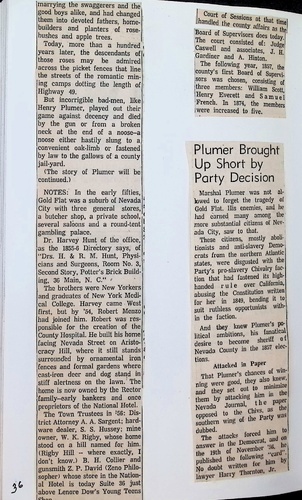 marrying the swaggerers and the
good boys alike, and had changed
them into devoted fathers, home-
builders and planters of rose-
bushes and apple trees.
Today, more than a hundred
years later, the descendants of
those roses may be admired
across the picket fences that line
the streets of the romantic min-
ing camps dotting the length of
Highway 49.
But incorrigible bad-men, like
Henry Plumer, played out their
game against decency and died
by the gun or from a broken
neck at the end of a noose—a
noose either hastily slung to a
convenient oak-limb or fastened
by law to the gallows of a county
jail-yard.
(The story of Plumer will be
continued.)
NOTES: In the early fifties,
Gold Flat was a suburb of Nevada
City with three general stores,
a butcher shop, a private school,
several saloons and a round-tent
gambling palace.
Dr. Harvey Hunt of the office,
as the 1855-6 Directory says, of
"Drs. H. & R. M. Hunt, Physi-
cians and Surgeons, Room No. 3,
Second Story, Potter's Brick Build-
ing, 36 Main, N. C."
The brothers were New Yorkers
and graduates of New York Med-
ical College. Harvey came West
first, but by '54, Robert Menzo
had joined him. Robert was res-
ponsible for the creation of the
County Hospital. He built his home
facing Nevada Street on Aristo-
cracy Hill, where it still stands
surrounded by ornamental iron
fences and formal gardens where
cast-iron deer and dog stand in
stiff alertness on the lawn. The
home is now owned by the Rector
family—early bankers and once
proprietors of the National Hotel.
The Town Trustees in '56: Dis-
trict Attorney A. A. Sargent; hard-
ware dealer, S. S. Hussey; mine
owner, W. K. Rigby, whose home
stood on a hill named for him.
(Rigby Hill — where exactly, I
don't know.) B. H. Collier and
gunsmith Z. P. David (Zeno Philo-
sopher) whose store in the Nation-
al Hotel is today Suite 36 just
above Lenore Dow's Young Teens
36
Court of Sessions at that time
handled the county affairs as the
Board of Supervisors does today.
The court consisted of: Judge
Caswell and associates, J. H.
Gardiner and A. Hinton.
The following year, 1857, the
county's first Board of Supervi-
sors was chosen, consisting of
three members: William Scott,
Henry Everett and Samuel
French. In 1874, the members
were increased to five.
Plumer Brought
Up Short by
Party Decision
Marshal Plumer was not al-
lowed to forget the tragedy of
Gold Flat. His enemies, and he
had earned many among the
more substantial citizens of Neva-
da City, saw to that.
These citizens, mostly aboli-
tionists and anti-slavery Demo-
crats from the northern Atlantic
states, were disgusted with the
Party's pro-slavery Chivalry fac-
tion that had fastened its high-
handed rule over California,
abusing the Constitution written
for her in 1849, bending it to
suit ruthless opportunists with-
in the faction.
And they knew Plumer's po-
litical ambitions, his fanatical
desire to become sheriff of
Nevada County in the 1857 elec-
tions.
Attacked in Paper
That Plumer's chances of win-
ning were good, they also knew,
and they set out to minimize
them by attacking him in the
Nevada Journal, the paper
opposed to the Chivs, as the
southern wing of the Party was
dubbed.
The attacks forced him to
answer in the Democrat, and on
the 19th of November '56, he
published the following "card".
No doubt written for him by
lawyer Harry Thornton, Jr.